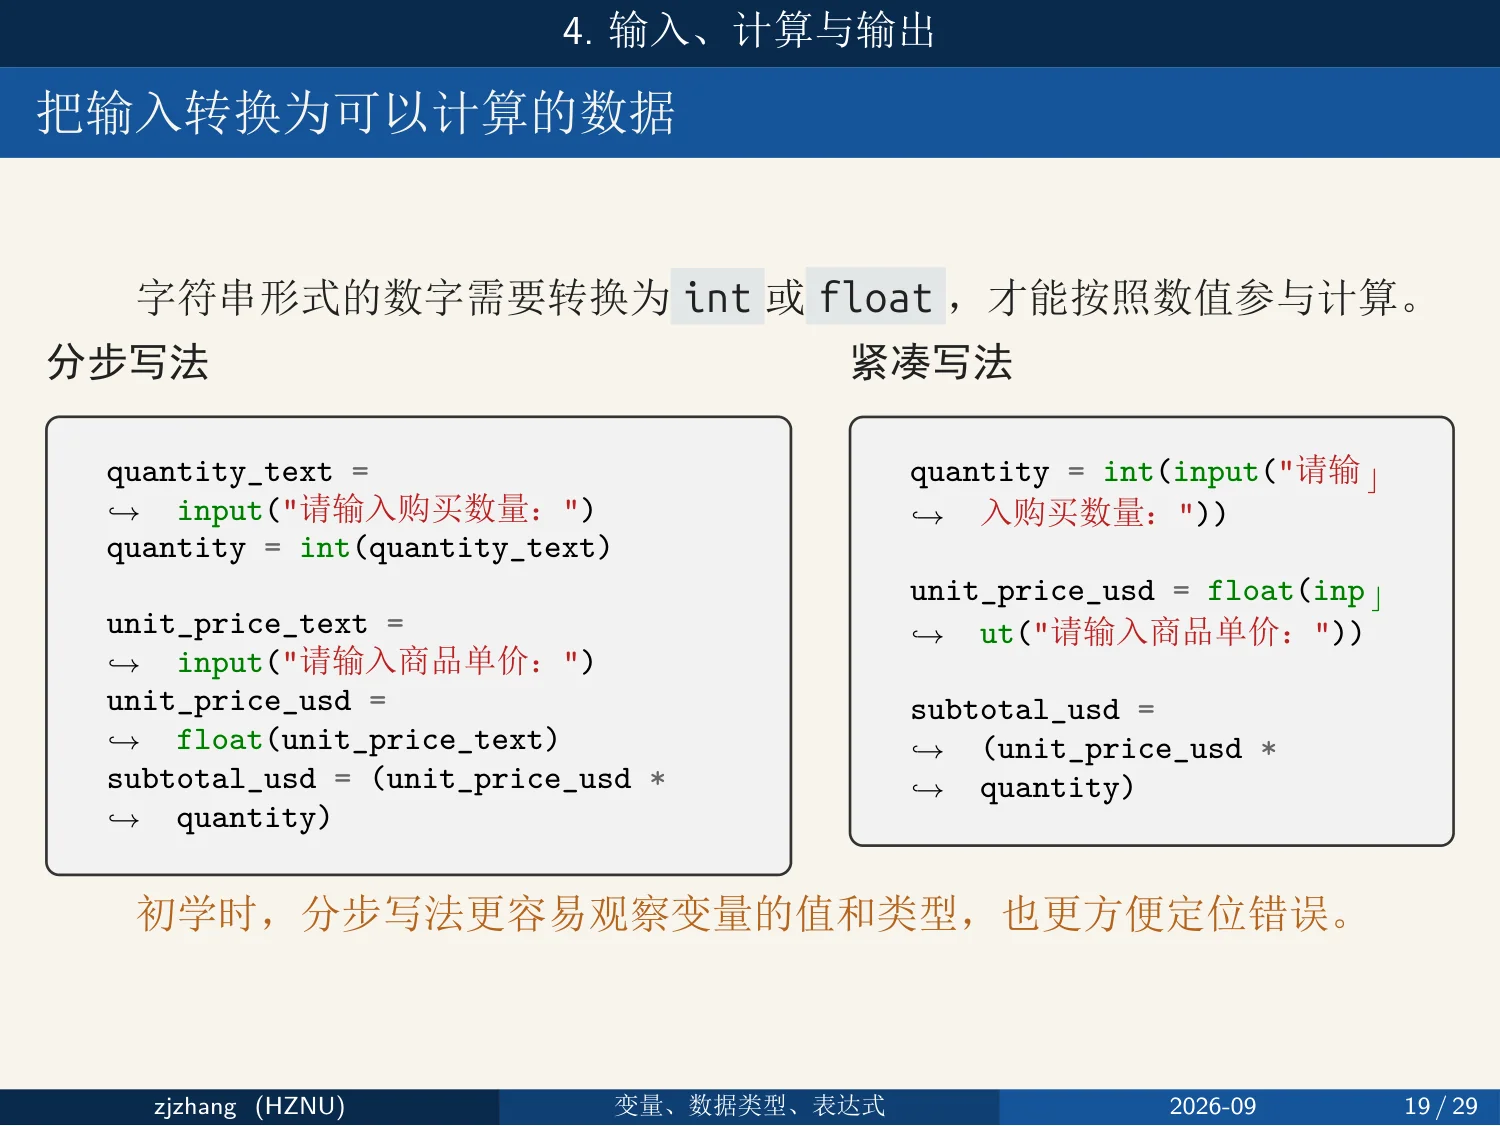 4. 输入、计算与输出
把输入转换为可以计算的数据
字符串形式的数字需要转换为 int 或 float，才能按照数值参与计算。
分步写法
quantity_text =
↪ input("请输入购买数量：")
quantity = int(quantity_text)
unit_price_text =
↪ input("请输入商品单价：")
unit_price_usd =
↪ float(unit_price_text)
subtotal_usd = (unit_price_usd *
↪ quantity)
紧凑写法
quantity = int(input("请输⌋
↪ 入购买数量："))
unit_price_usd = float(inp⌋
↪ ut("请输入商品单价："))
subtotal_usd =
↪ (unit_price_usd *
↪ quantity)
初学时，分步写法更容易观察变量的值和类型，也更方便定位错误。
zjzhang (HZNU) 变量、数据类型、表达式 2026-09 19 / 29